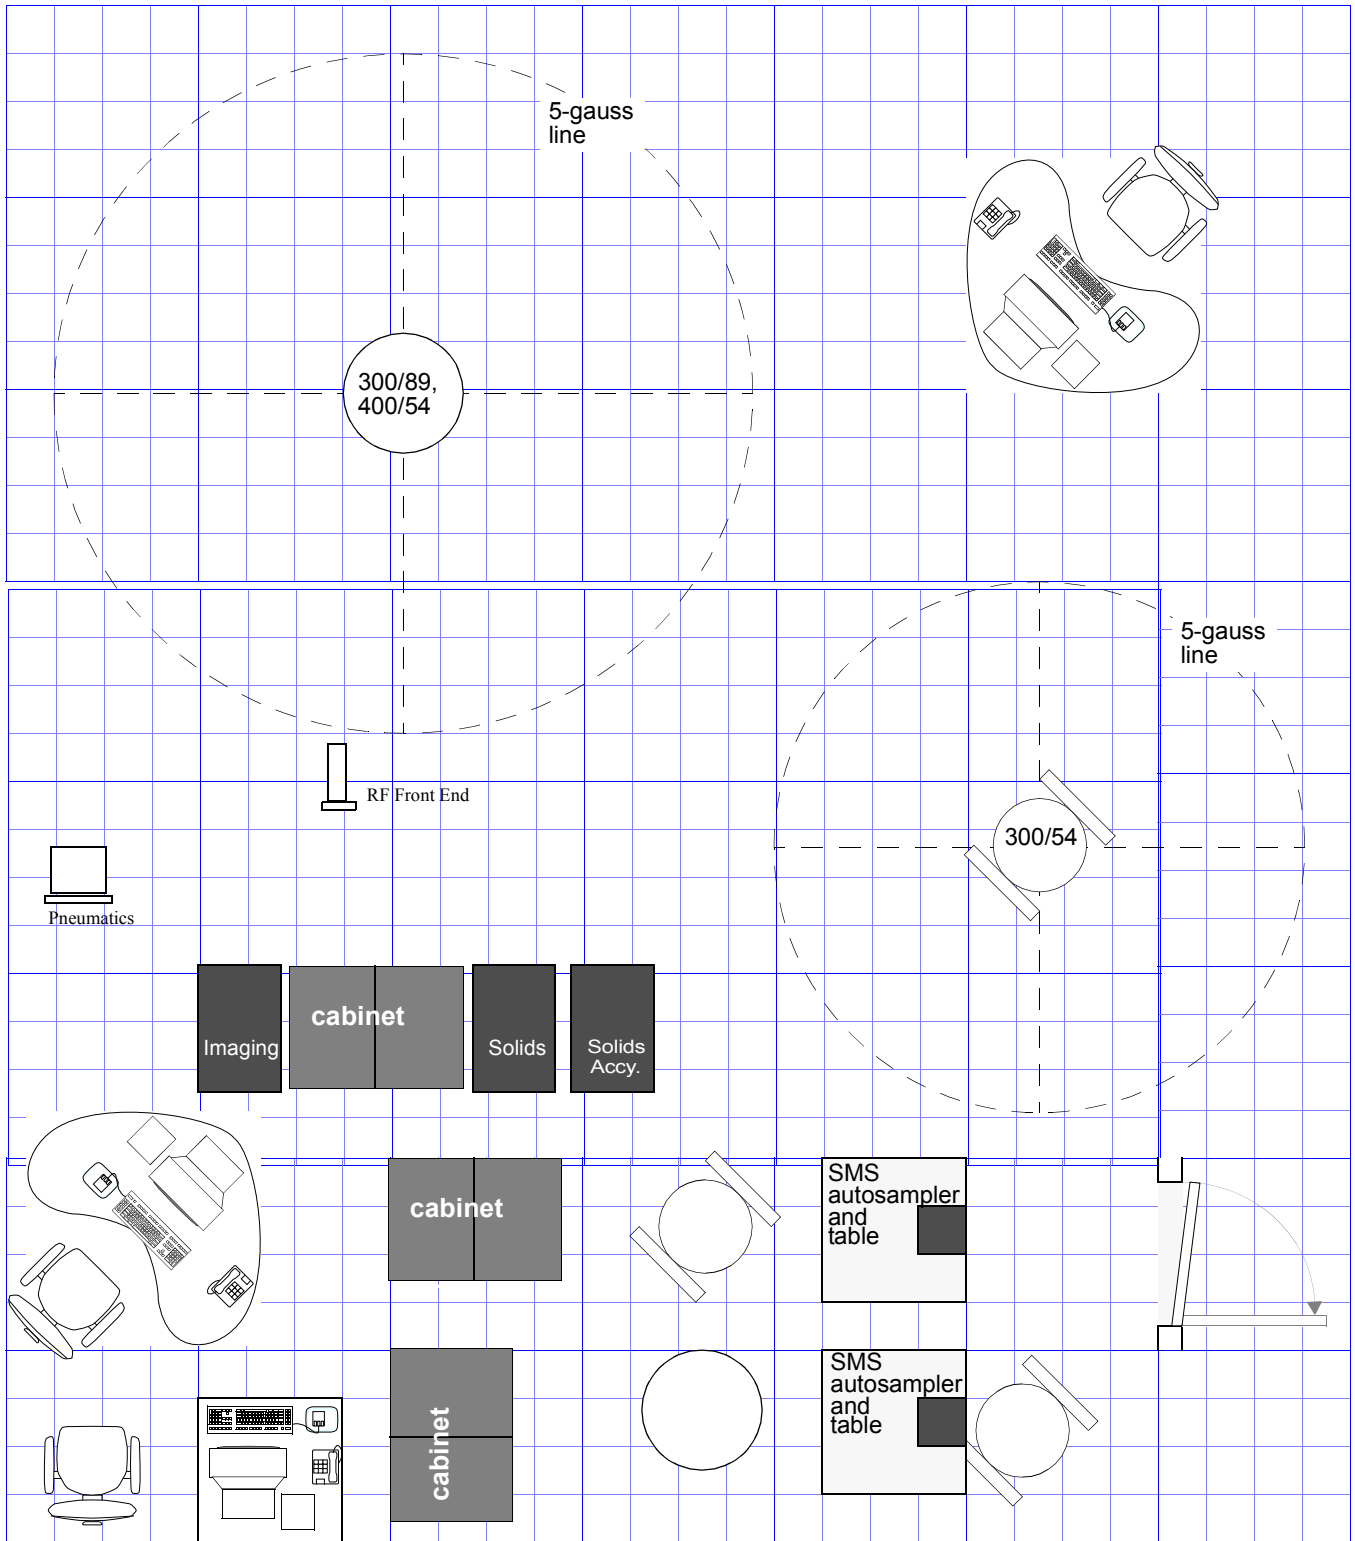 5-gauss
line
300/89,
400/54
5-gauss
line
RF Front End
300/54
Pneumatics
cabinet
Imaging
Solids
Solids
Accy.
cabinet
SMS
autosampler
and
table
SMS
autosampler
and
table
cabinet